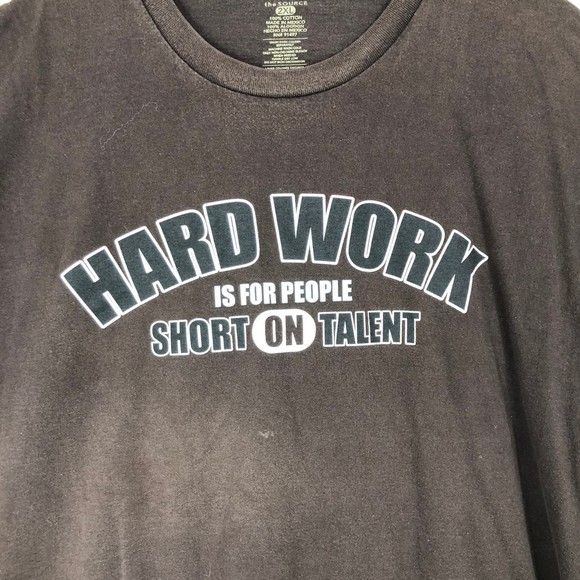 the SOURCE
2XL
100% COTTON
MADE IN MEXICO
100% ALGODON
HECHO EN MEXICO
HARD WORK
IS FOR PEOPLE
SHORT ON TALENT